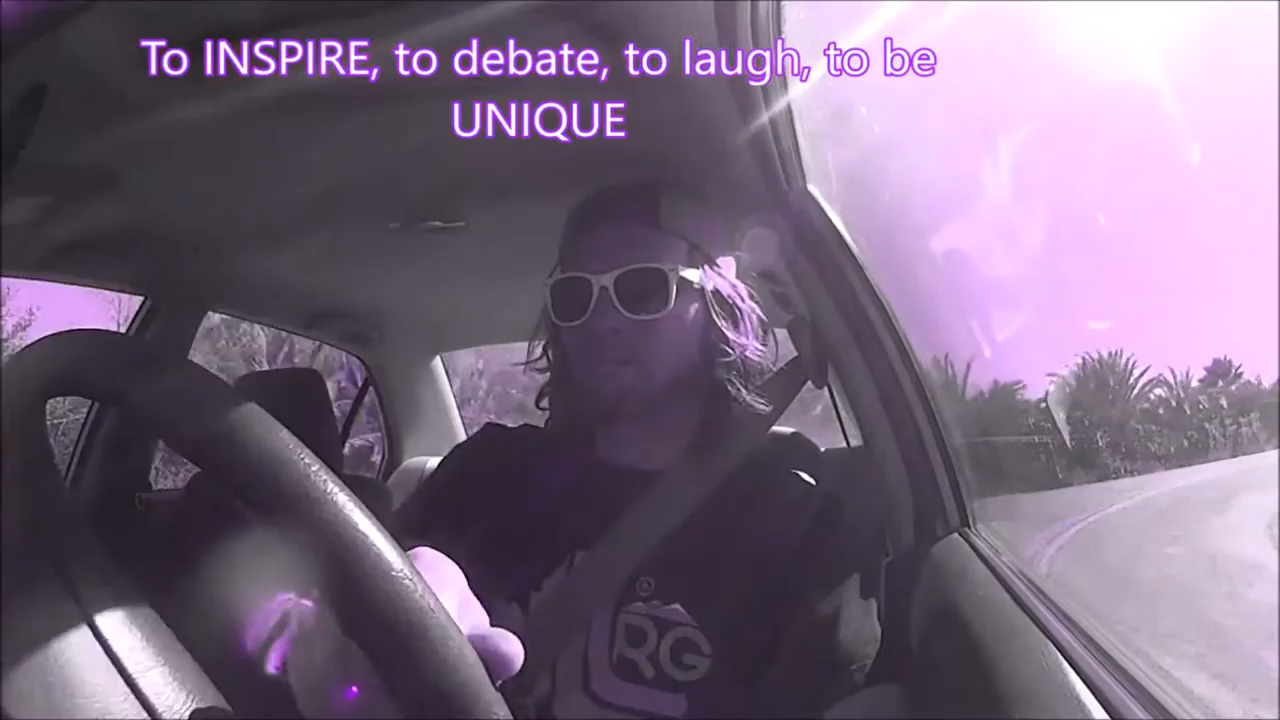 To INSPIRE, to debate, to laugh, to be
UNIQUE
RG